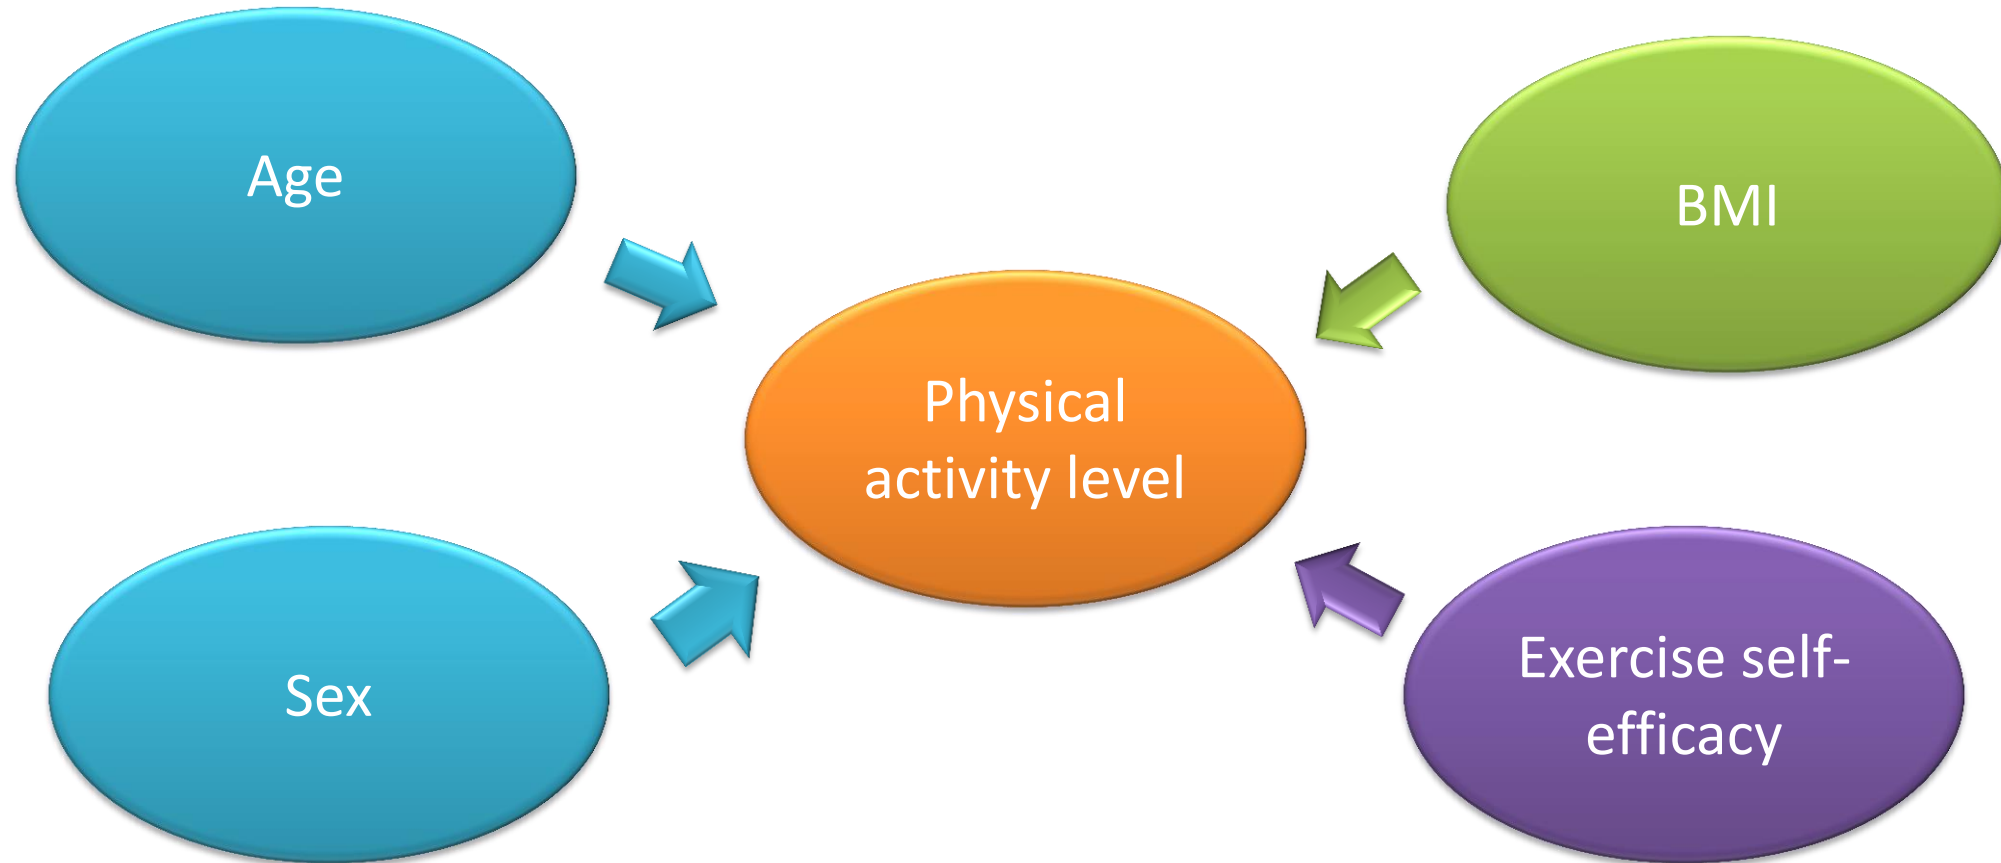 Age
BMI
Physical
activity level
Sex
Exercise self-
efficacy